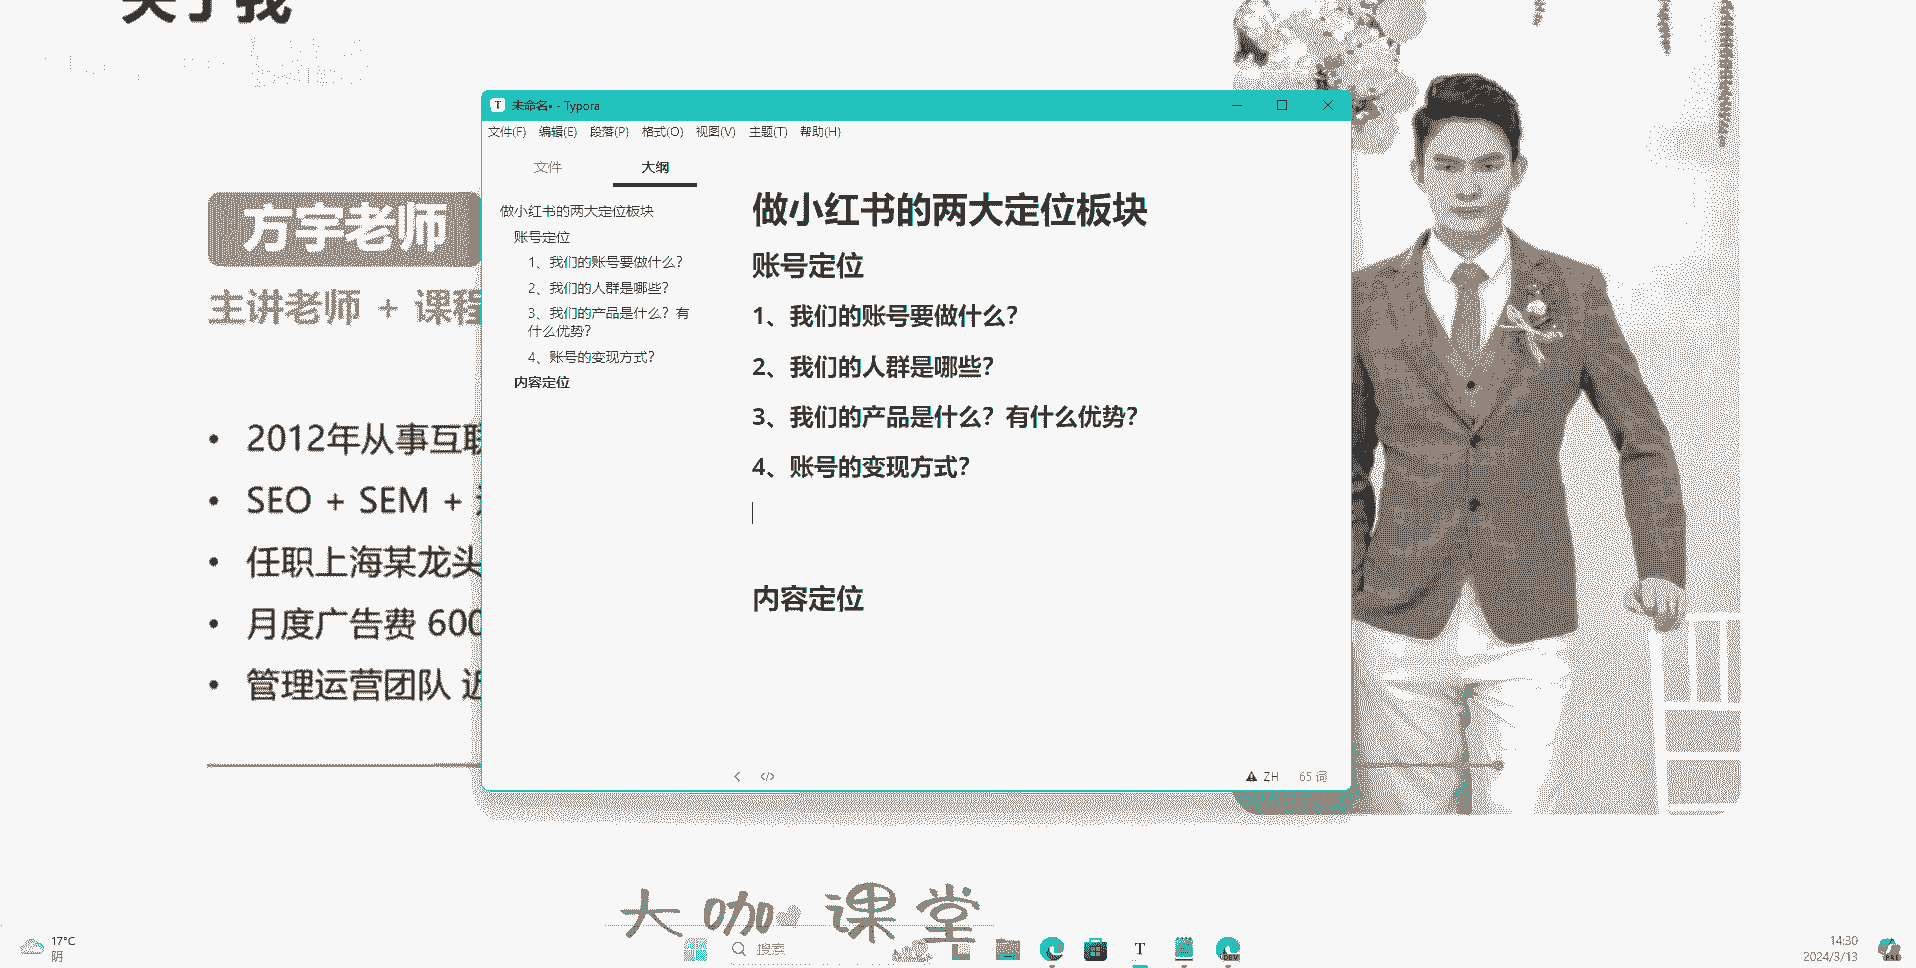 关于我
未命名• - Typora
文件(F) 编辑(E) 段落(P) 格式(O) 视图(V) 主题(T) 帮助(H)
文件 大纲
做小红书的两大定位板块
账号定位
1、我们的账号要做什么?
2、我们的人群是哪些?
3、我们的产品是什么? 有
什么优势?
4、账号的变现方式?
内容定位
做小红书的两大定位板块
账号定位
1、我们的账号要做什么?
2、我们的人群是哪些?
3、我们的产品是什么? 有什么优势?
4、账号的变现方式?
内容定位
</> ZH 65 词
方宇老师
主讲老师 + 课程
• 2012年从事互联
• SEO + SEM +
• 任职上海某龙头
• 月度广告费 600
• 管理运营团队 近
大咖课堂
17°C
阴
搜索
T
DEV
14:30
2024/3/13
PRE